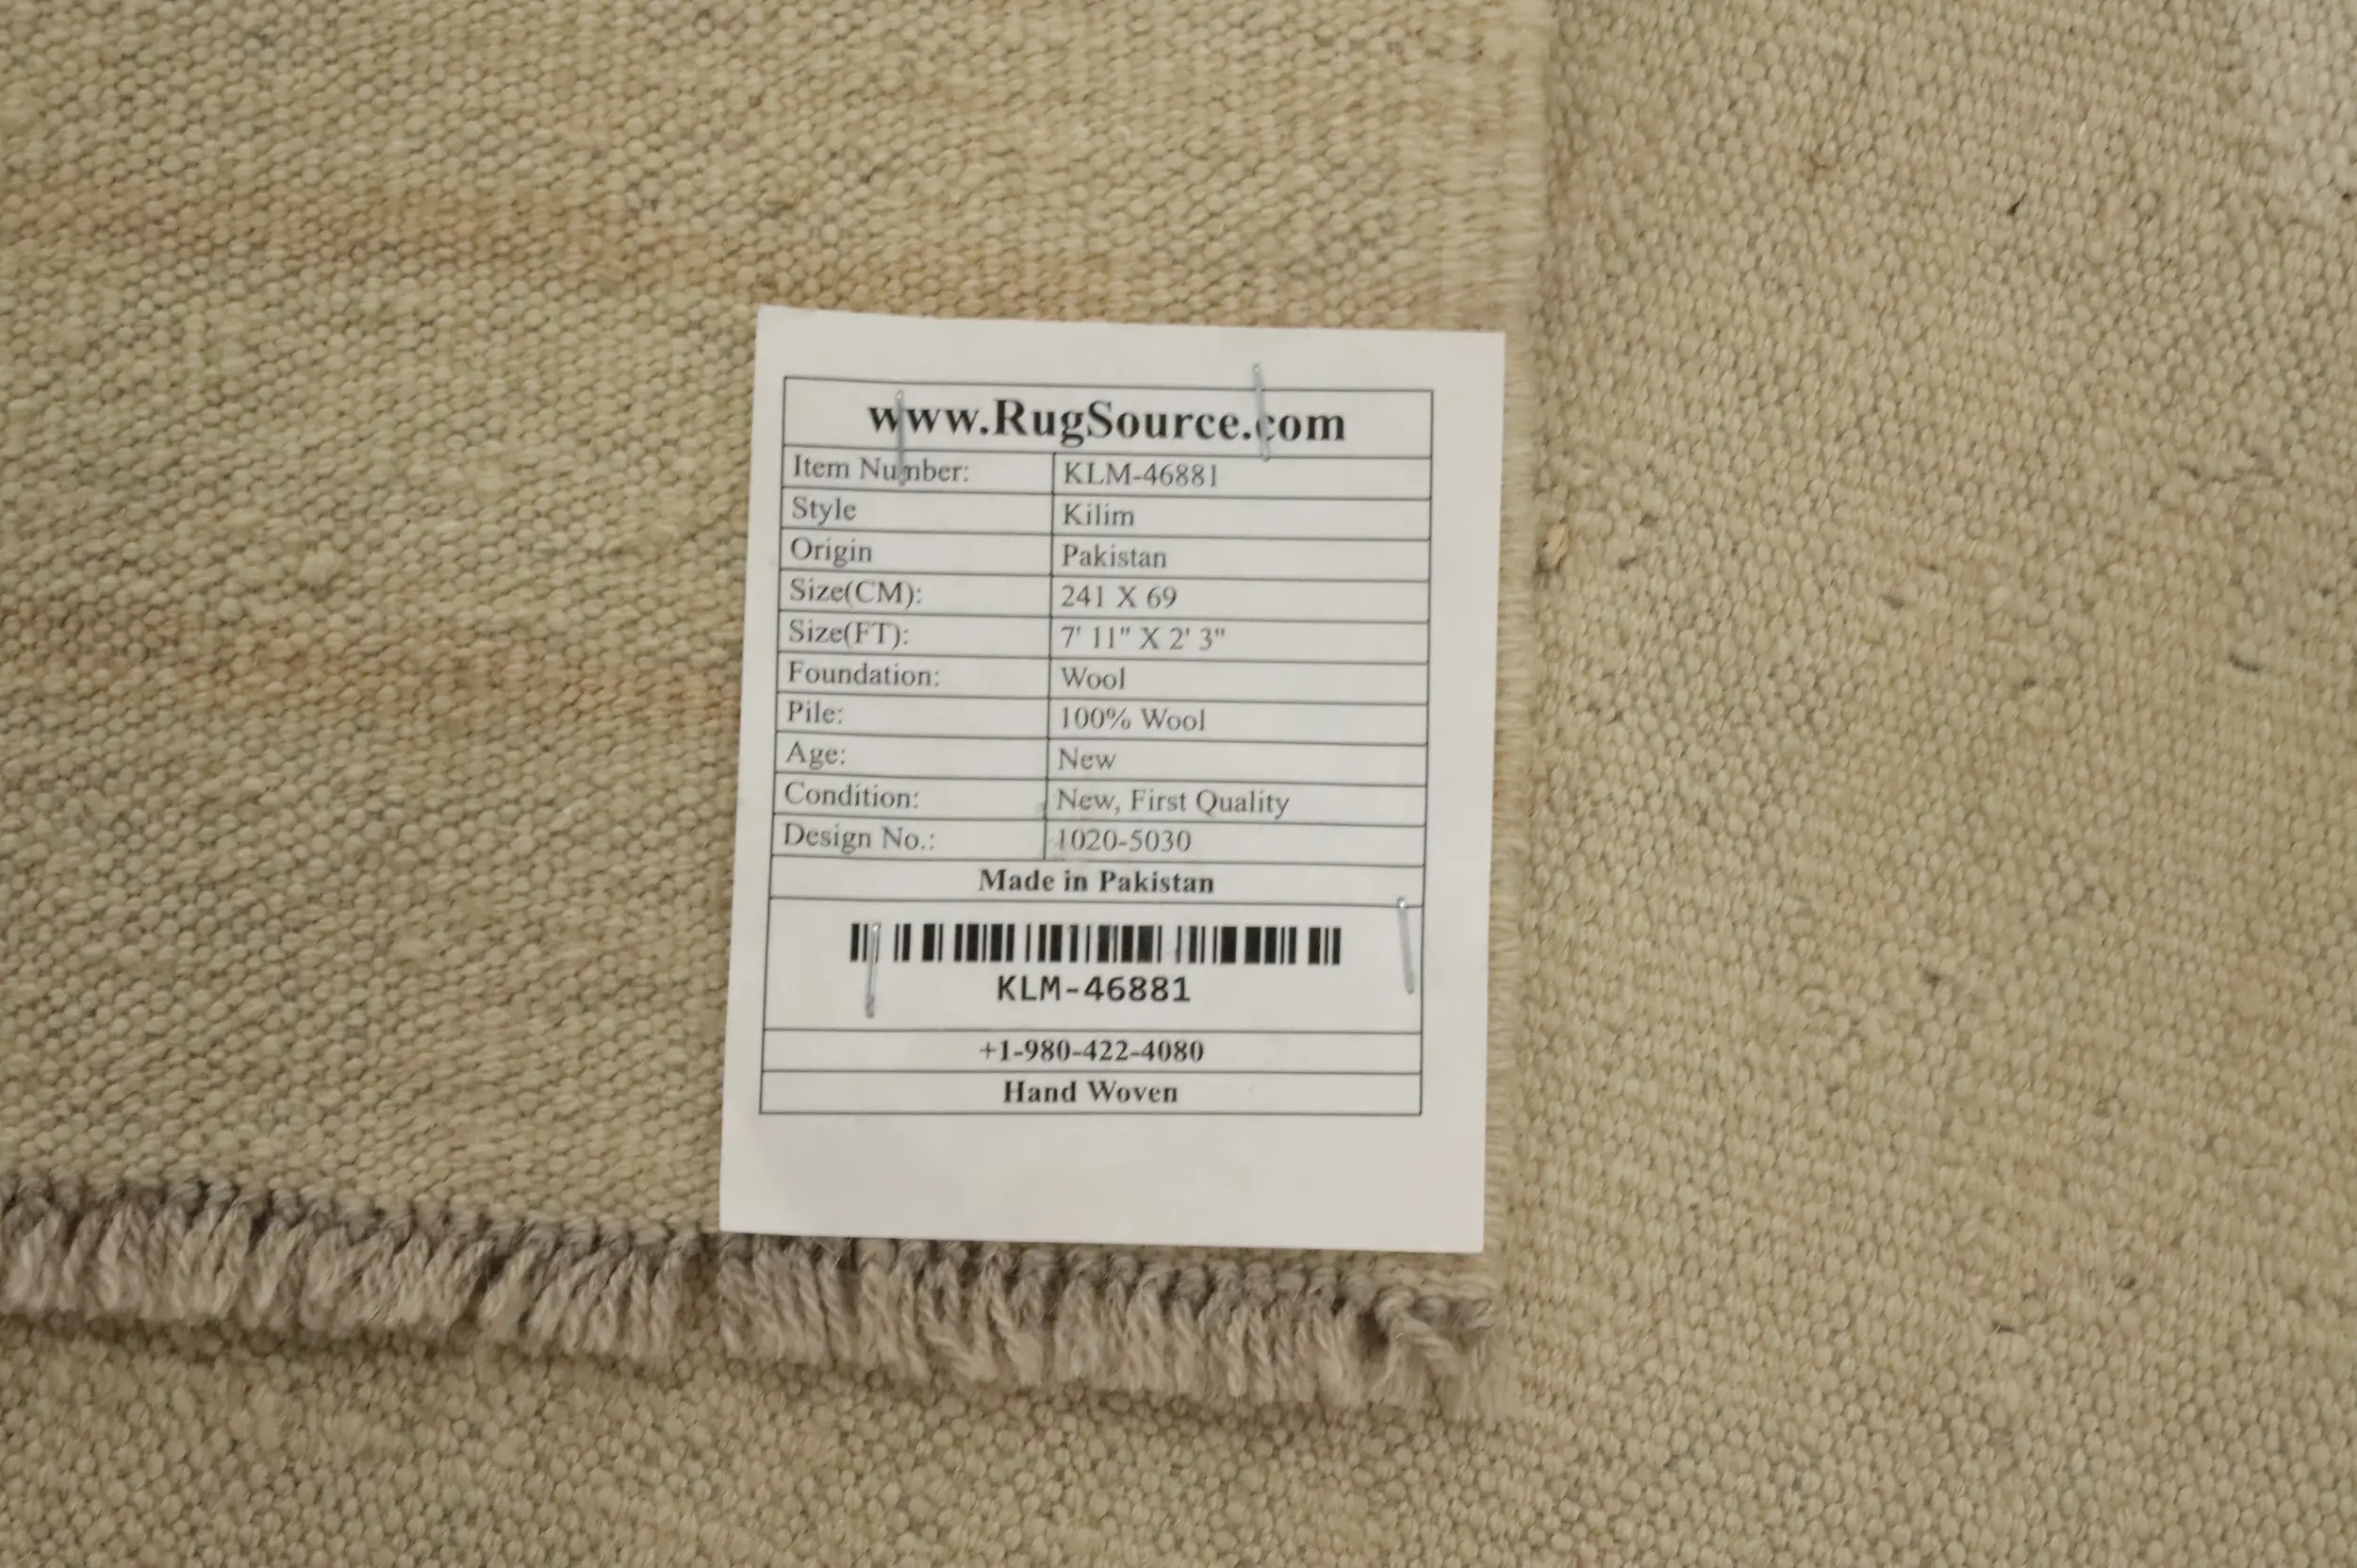 www.RugSource.com
Item Number: KLM-46881
Style Kilim
Origin Pakistan
Size(CM): 241 X 69
Size(FT): 7' 11" X 2' 3"
Foundation: Wool
Pile: 100% Wool
Age: New
Condition: New, First Quality
Design No.: 1020-5030
Made in Pakistan
KLM-46881
+1-980-422-4080
Hand Woven